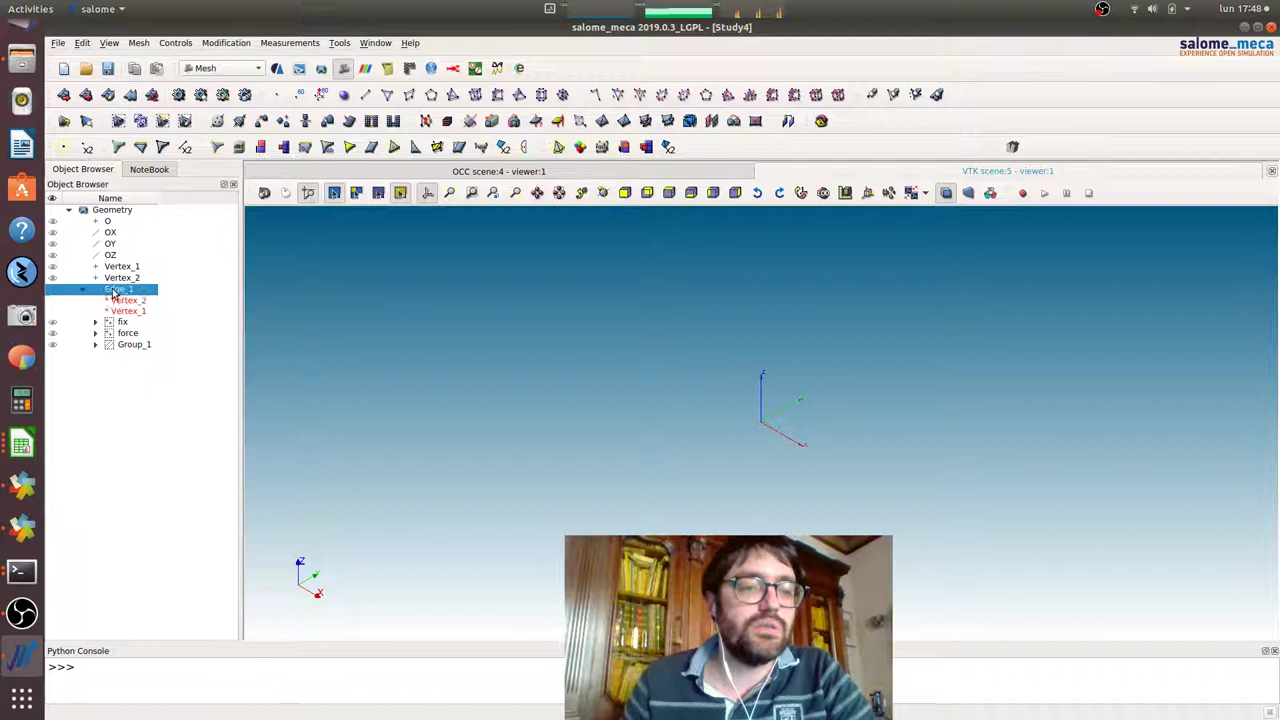 Activities
salome
lun 17:48
salome_meca 2019.0.3_LGPL - [Study4]
File Edit View Mesh Controls Modification Measurements Tools Window Help
salome_meca
EXPERIENCE OPEN SIMULATION
Mesh
Object Browser NoteBook
OCC scene:4 - viewer:1
VTK scene:5 - viewer:1
Object Browser
Name
Geometry
O
OX
OY
OZ
Vertex_1
Vertex_2
Edge_1
Vertex_2
Vertex_1
fix
force
Group_1
Z
Y
X
Z
Y
X
Python Console
>>>